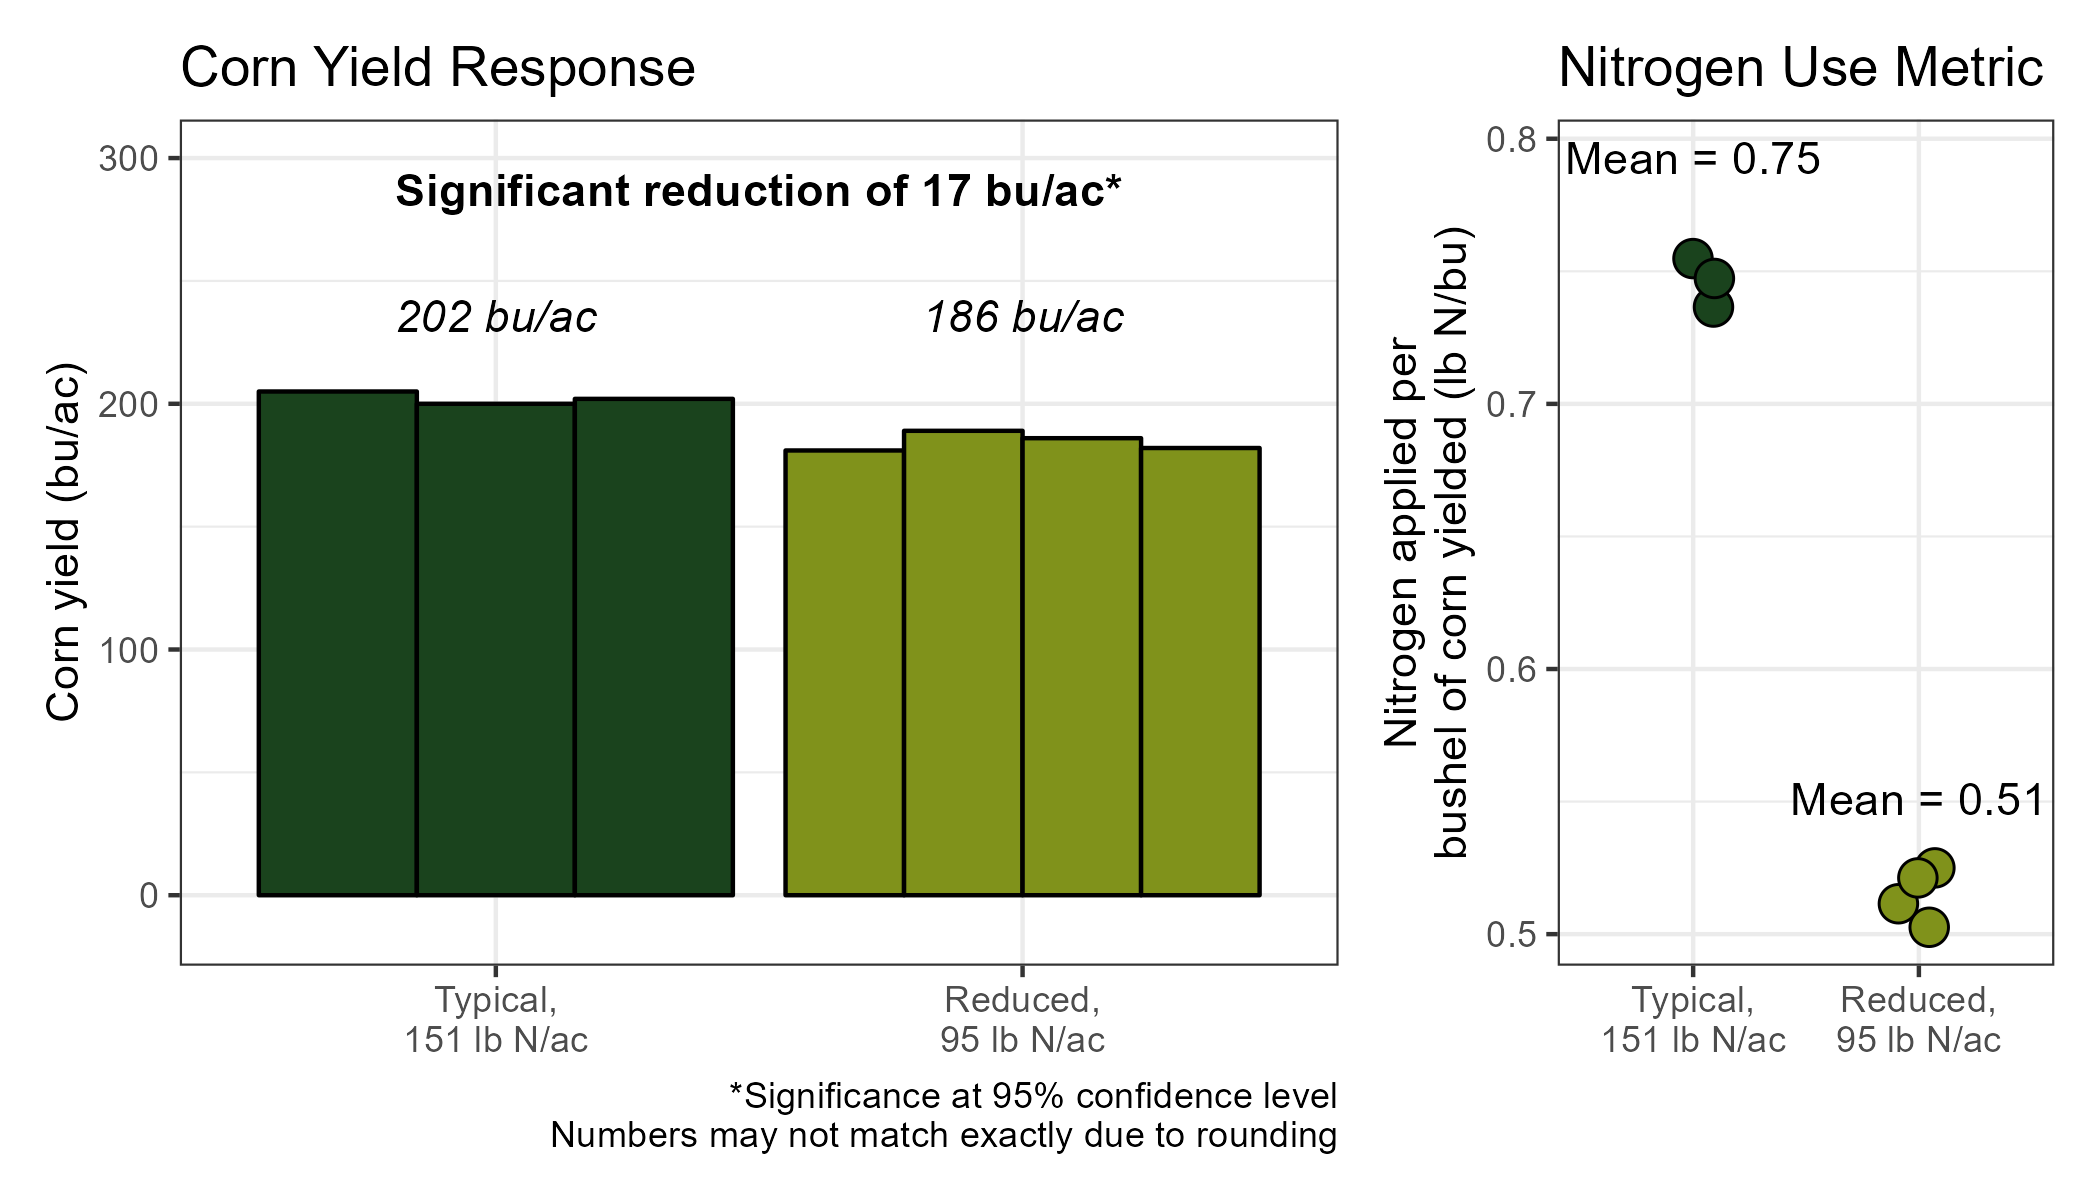 Corn Yield Response
Corn yield (bu/ac)
300
200
100
0
Significant reduction of 17 bu/ac*
202 bu/ac
186 bu/ac
Typical,
151 lb N/ac
Reduced,
95 lb N/ac
*Significance at 95% confidence level
Numbers may not match exactly due to rounding
Nitrogen Use Metric
Nitrogen applied per
bushel of corn yielded (lb N/bu)
0.8
0.7
0.6
0.5
Mean = 0.75
Mean = 0.51
Typical,
151 lb N/ac
Reduced,
95 lb N/ac